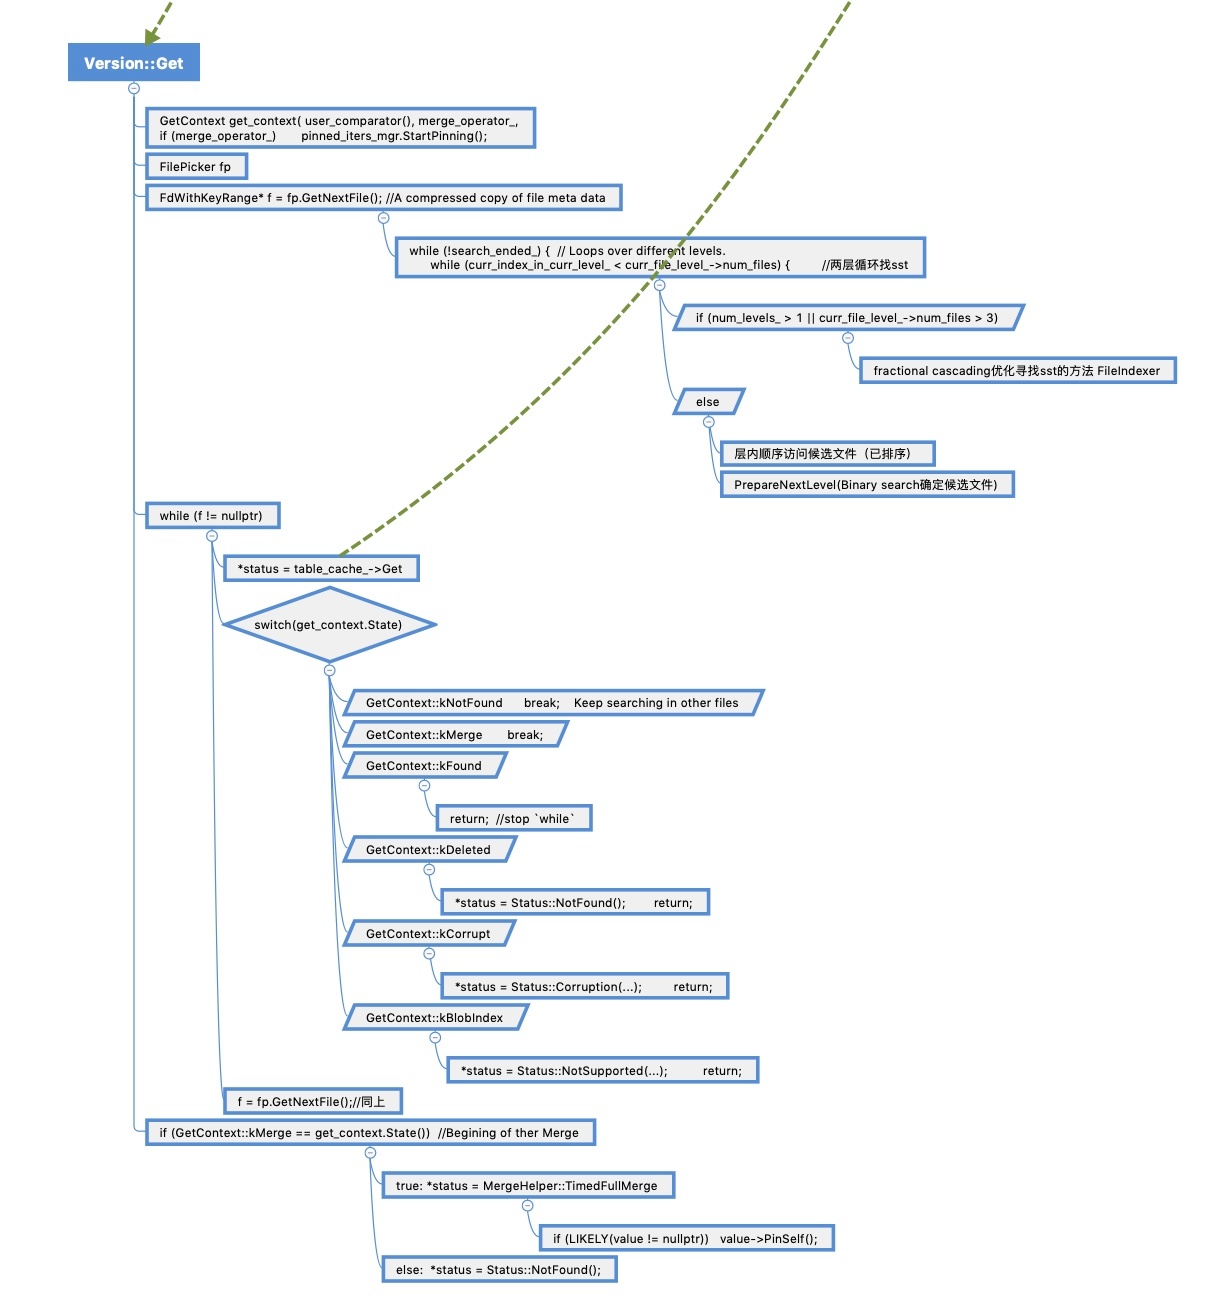 Version::Get
GetContext get_context( user_comparator(), merge_operator_,
if (merge_operator_) pinned_iters_mgr.StartPinning();
FilePicker fp
FdWithKeyRange* f = fp.GetNextFile(); //A compressed copy of file meta data
while (!search_ended_) { // Loops over different levels.
while (curr_index_in_curr_level_ < curr_file_level_->num_files) { //两层循环找sst
if (num_levels_ > 1 || curr_file_level_->num_files > 3)
fractional cascading优化寻找sst的方法 FileIndexer
else
层内顺序访问候选文件（已排序）
PrepareNextLevel(Binary search确定候选文件)
while (f != nullptr)
*status = table_cache_->Get
switch(get_context.State)
GetContext::kNotFound break; Keep searching in other files
GetContext::kMerge break;
GetContext::kFound
return; //stop `while`
GetContext::kDeleted
*status = Status::NotFound(); return;
GetContext::kCorrupt
*status = Status::Corruption(...); return;
GetContext::kBlobIndex
*status = Status::NotSupported(...); return;
f = fp.GetNextFile();//同上
if (GetContext::kMerge == get_context.State()) //Begining of ther Merge
true: *status = MergeHelper::TimedFullMerge
if (LIKELY(value != nullptr)) value->PinSelf();
else: *status = Status::NotFound();